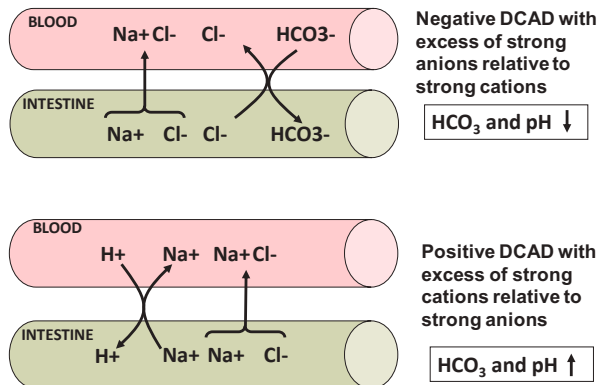 BLOOD
Na+ Cl- Cl- HCO3-
INTESTINE
Na+ Cl- Cl- HCO3-
Negative DCAD with
excess of strong
anions relative to
strong cations
HCO₃ and pH ↓
BLOOD
H+ Na+ Na+ Cl-
INTESTINE
H+ Na+ Na+ Cl-
Positive DCAD with
excess of strong
cations relative to
strong anions
HCO₃ and pH ↑